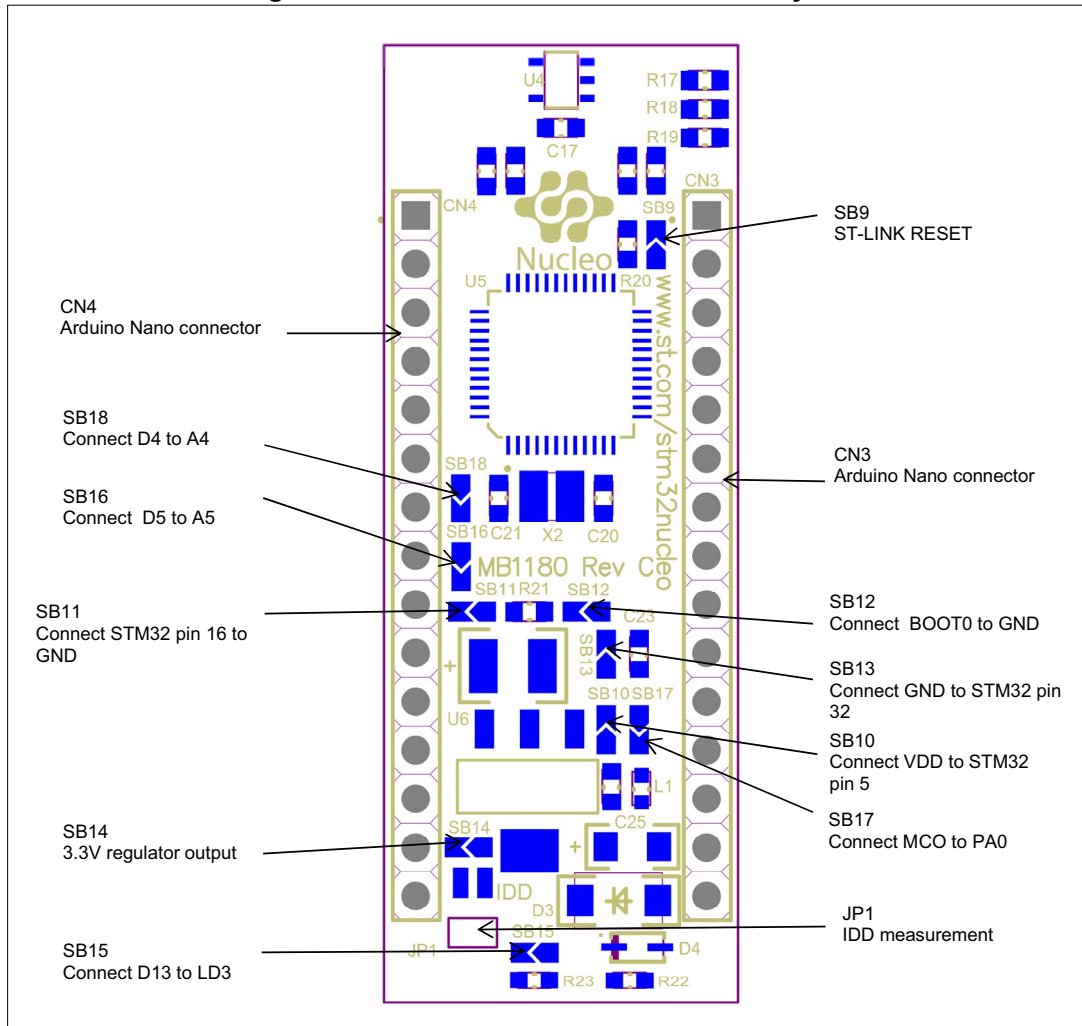 U4
R17
R18
R19
C17
CN4
CN3
SB9
Nucleo
U5
R20
www.st.com/stm32nucleo
SB9
ST-LINK RESET
CN4
Arduino Nano connector
SB18
Connect D4 to A4
SB16
Connect D5 to A5
SB11
Connect STM32 pin 16 to
GND
SB14
3.3V regulator output
SB15
Connect D13 to LD3
SB18
C21
X2
C20
SB16
MB1180 Rev C
SB11
R21
SB12
C23
SB13
SB10
SB17
U6
L1
SB14
C25
IDD
D3
JP1
SB15
D4
R23
R22
CN3
Arduino Nano connector
SB12
Connect BOOT0 to GND
SB13
Connect GND to STM32 pin
32
SB10
Connect VDD to STM32
pin 5
SB17
Connect MCO to PA0
JP1
IDD measurement